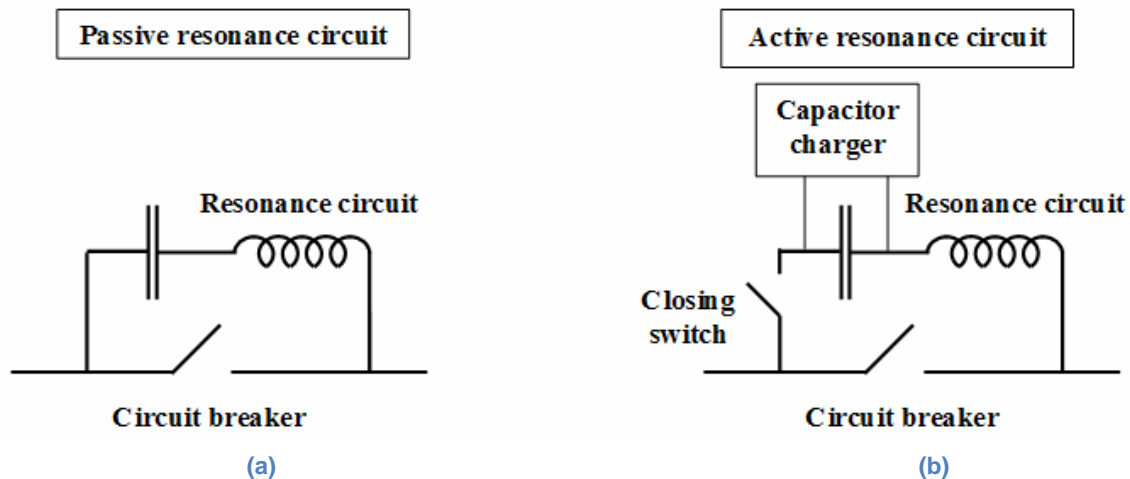 Passive resonance circuit
Resonance circuit
Circuit breaker
(a)
Active resonance circuit
Capacitor
charger
Resonance circuit
Closing
switch
Circuit breaker
(b)